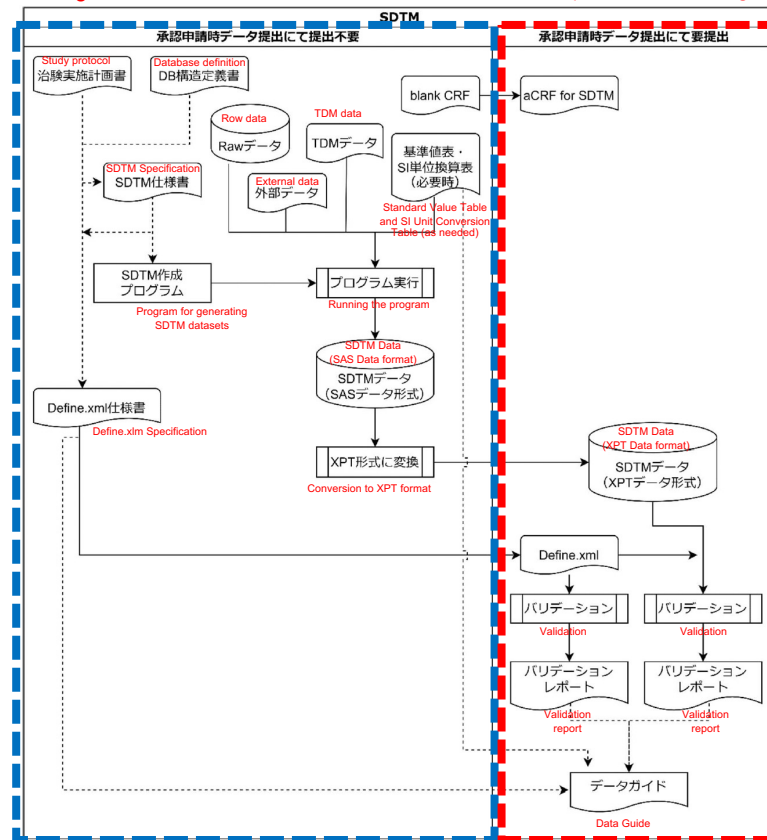 SDTM
承認申請時データ提出にて提出不要
承認申請時データ提出にて要提出
Study protocol
治験実施計画書
Database definition
DB構造定義書
blank CRF
aCRF for SDTM
Row data
Rawデータ
TDM data
TDMデータ
基準値表・
SI単位換算表
（必要時）
External data
外部データ
SDTM Specification
SDTM仕様書
Standard Value Table
and SI Unit Conversion
Table (as needed)
SDTM作成
プログラム
プログラム実行
Program for generating
SDTM datasets
Running the program
SDTM Data
(SAS Data format)
SDTMデータ
（SASデータ形式）
Define.xml仕様書
Define.xlm Specification
XPT形式に変換
Conversion to XPT format
SDTM Data
(XPT Data format)
SDTMデータ
（XPTデータ形式）
Define.xml
バリデーション
バリデーション
Validation
Validation
バリデーション
レポート
バリデーション
レポート
Validation
report
Validation
report
データガイド
Data Guide